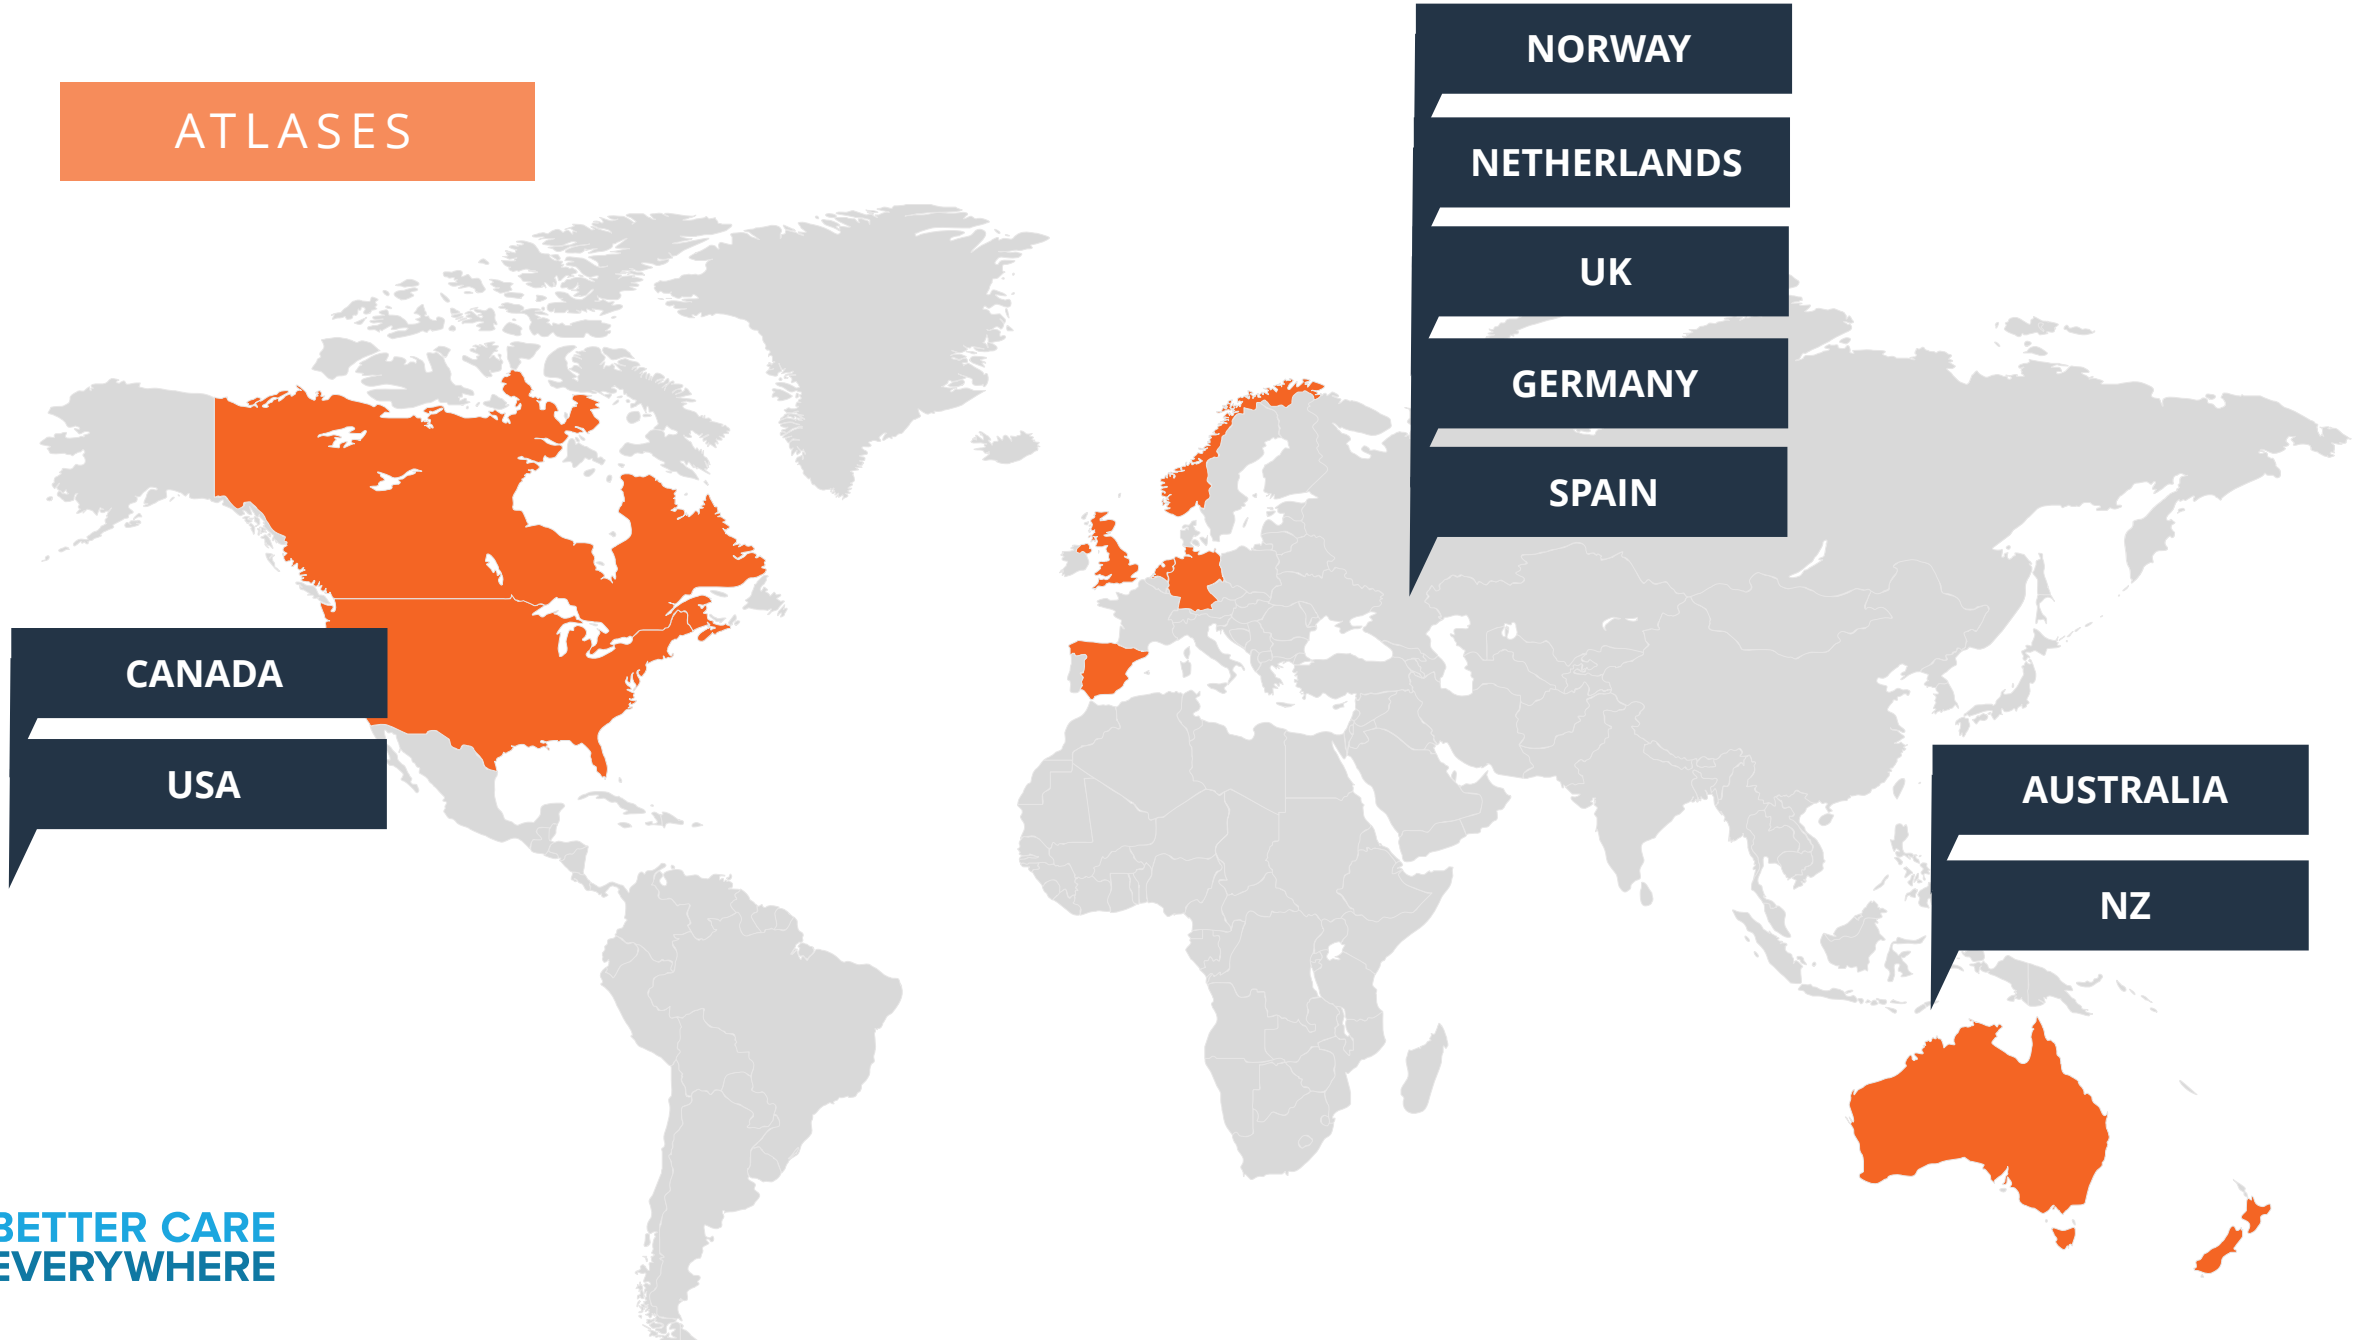 ATLASES
NORWAY
NETHERLANDS
UK
GERMANY
SPAIN
CANADA
USA
AUSTRALIA
NZ
BETTER CARE
EVERYWHERE